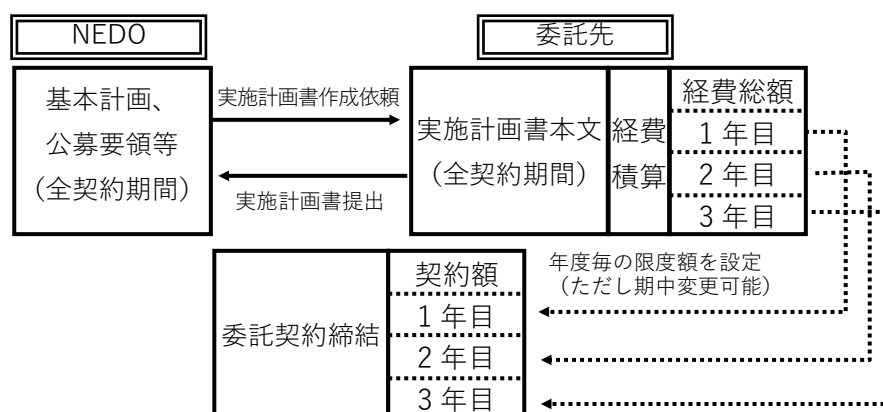 NEDO
委託先
基本計画、
公募要領等
（全契約期間）
実施計画書作成依頼
実施計画書提出
実施計画書本文
（全契約期間）
経費
積算
経費総額
1年目
2年目
3年目
委託契約締結
契約額
1年目
2年目
3年目
年度毎の限度額を設定
（ただし期中変更可能）